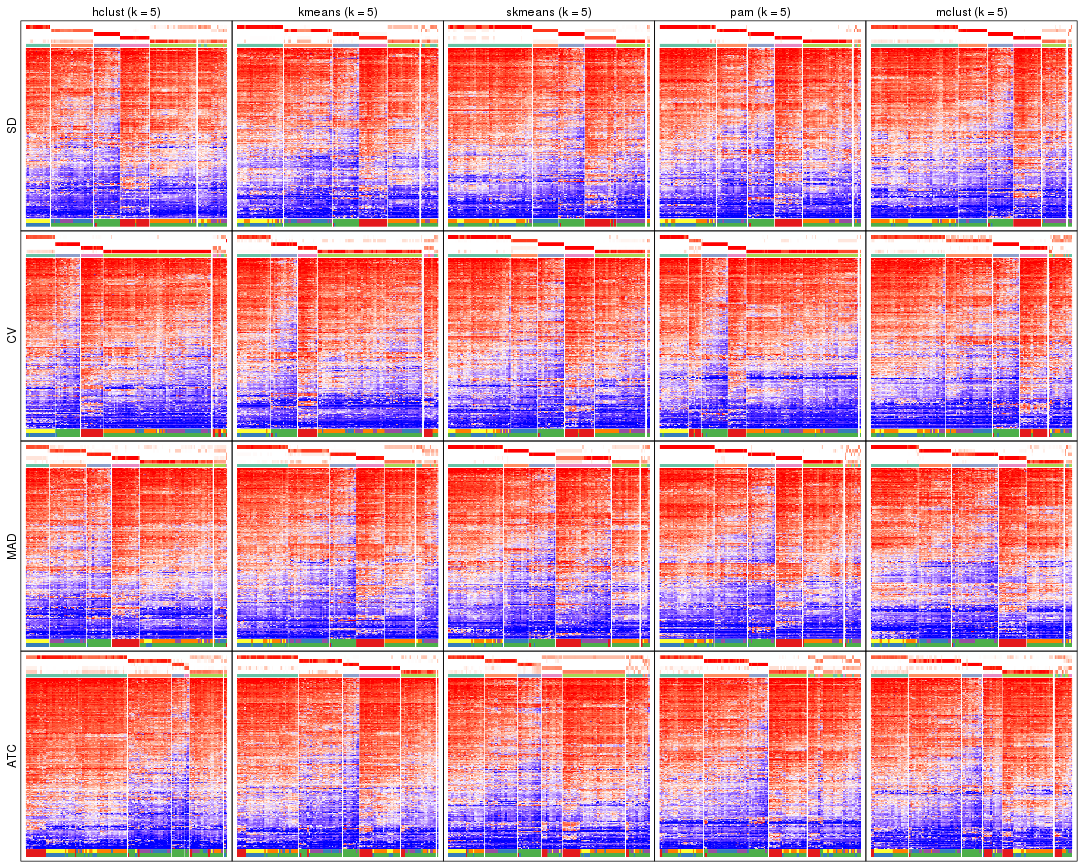 hclust (k = 5) kmeans (k = 5) skmeans (k = 5) pam (k = 5) mclust (k = 5)
SD
CV
MAD
ATC